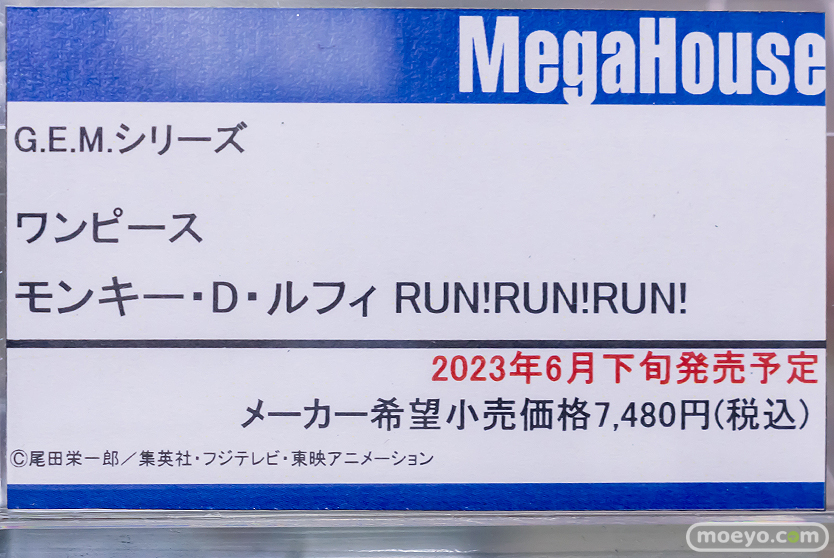 MegaHouse
G.E.M.シリーズ
ワンピース
モンキー・D・ルフィ RUN!RUN!RUN!
2023年6月下旬発売予定
メーカー希望小売価格7,480円(税込)
©尾田栄一郎／集英社・フジテレビ・東映アニメーション
moeyo.com